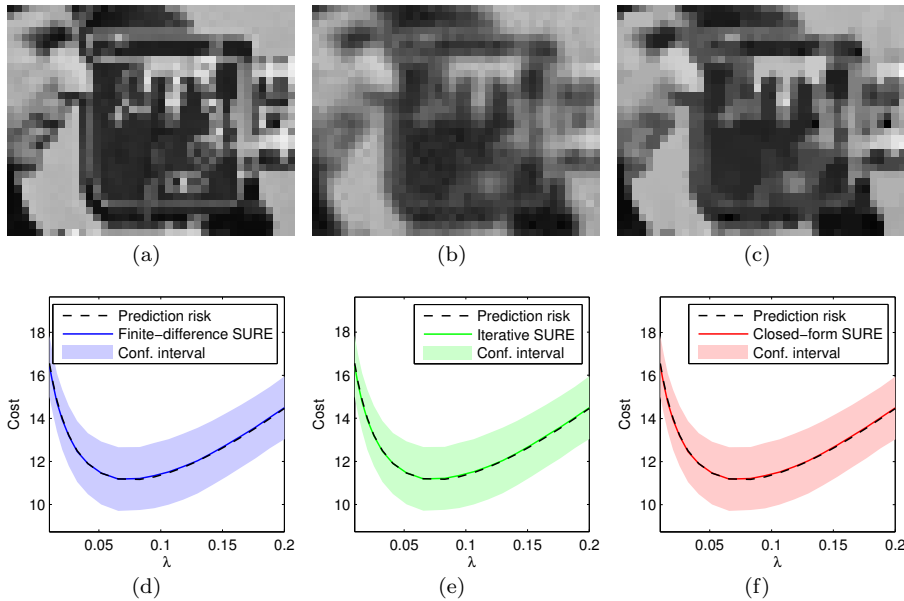 (a)
(b)
(c)
Prediction risk
Finite−difference SURE
Conf. interval
18
16
14
12
10
Cost
0.05
0.1
0.15
0.2
λ
(d)
Prediction risk
Iterative SURE
Conf. interval
18
16
14
12
10
Cost
0.05
0.1
0.15
0.2
λ
(e)
Prediction risk
Closed−form SURE
Conf. interval
18
16
14
12
10
Cost
0.05
0.1
0.15
0.2
λ
(f)